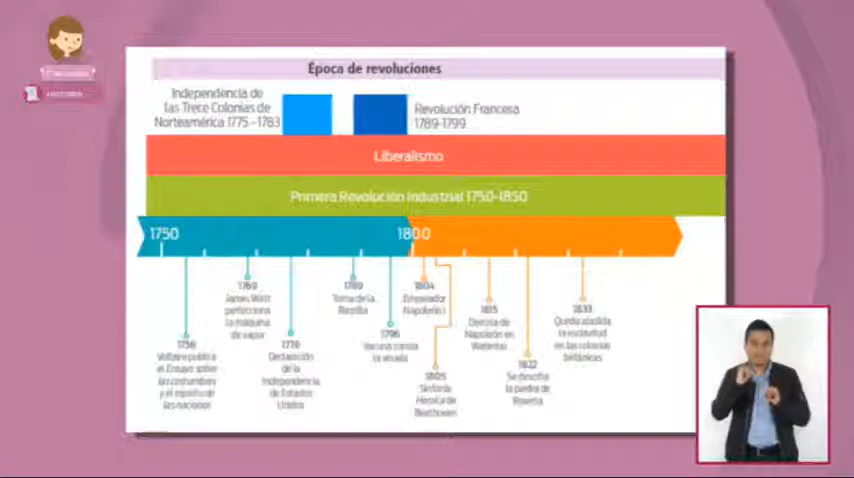 Época de revoluciones
Independencia de
las Trece Colonias de
Norteamérica 1775-1783
Revolución Francesa
1789-1799
Liberalismo
Primera Revolución Industrial 1750-1850
1750
1800
1756
Voltaire publica
el Ensayo sobre
las costumbres
y el espíritu de
las naciones
1769
James Watt
perfecciona
la máquina
de vapor
1776
Declaración
de la
Independencia
de Estados
Unidos
1789
Toma de la
Bastilla
1796
Vacuna contra
la viruela
1804
Emperador
Napoleón I
1805
Sinfonía
Heroica de
Beethoven
1815
Derrota de
Napoleón en
Waterloo
1822
Se descifra
la piedra de
Rosetta
1833
Queda abolida
la esclavitud
en las colonias
británicas